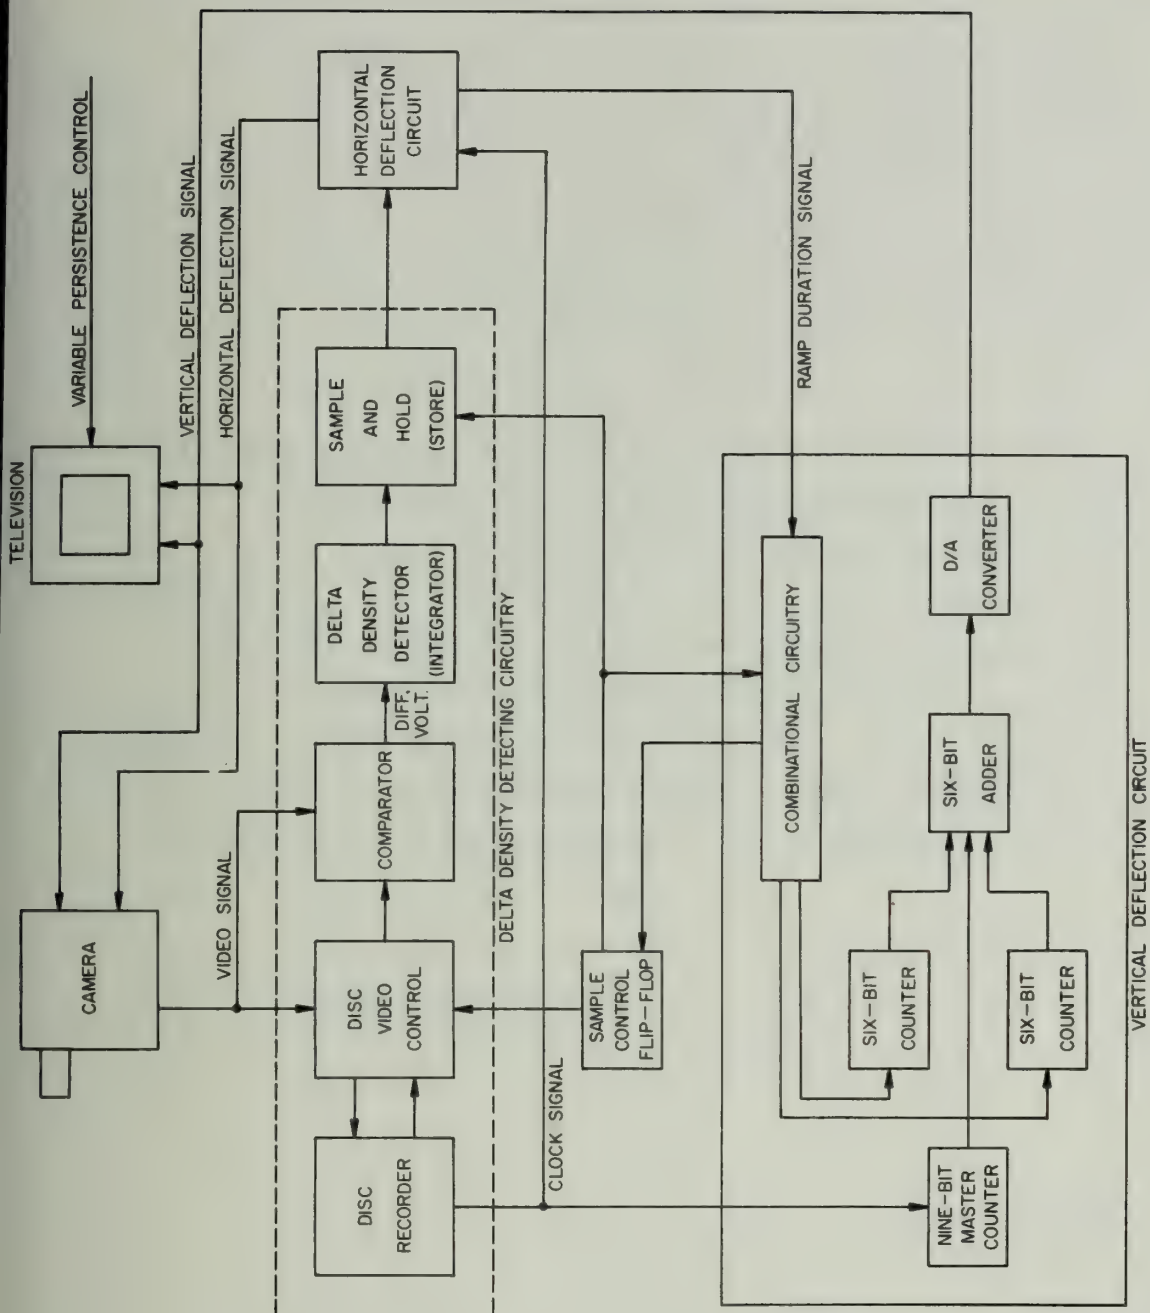 TELEVISION
VARIABLE PERSISTENCE CONTROL
VERTICAL DEFLECTION SIGNAL
HORIZONTAL DEFLECTION SIGNAL
CAMERA
VIDEO SIGNAL
DISC
RECORDER
DISC
VIDEO
CONTROL
COMPARATOR
DIFF.
VOLT.
DELTA
DENSITY
DETECTOR
(INTEGRATOR)
SAMPLE
AND
HOLD
(STORE)
HORIZONTAL
DEFLECTION
CIRCUIT
DELTA DENSITY DETECTING CIRCUITRY
CLOCK SIGNAL
SAMPLE
CONTROL
FLIP-FLOP
RAMP DURATION SIGNAL
COMBINATIONAL CIRCUITRY
SIX-BIT
COUNTER
SIX-BIT
COUNTER
NINE-BIT
MASTER
COUNTER
SIX-BIT
ADDER
D/A
CONVERTER
VERTICAL DEFLECTION CIRCUIT